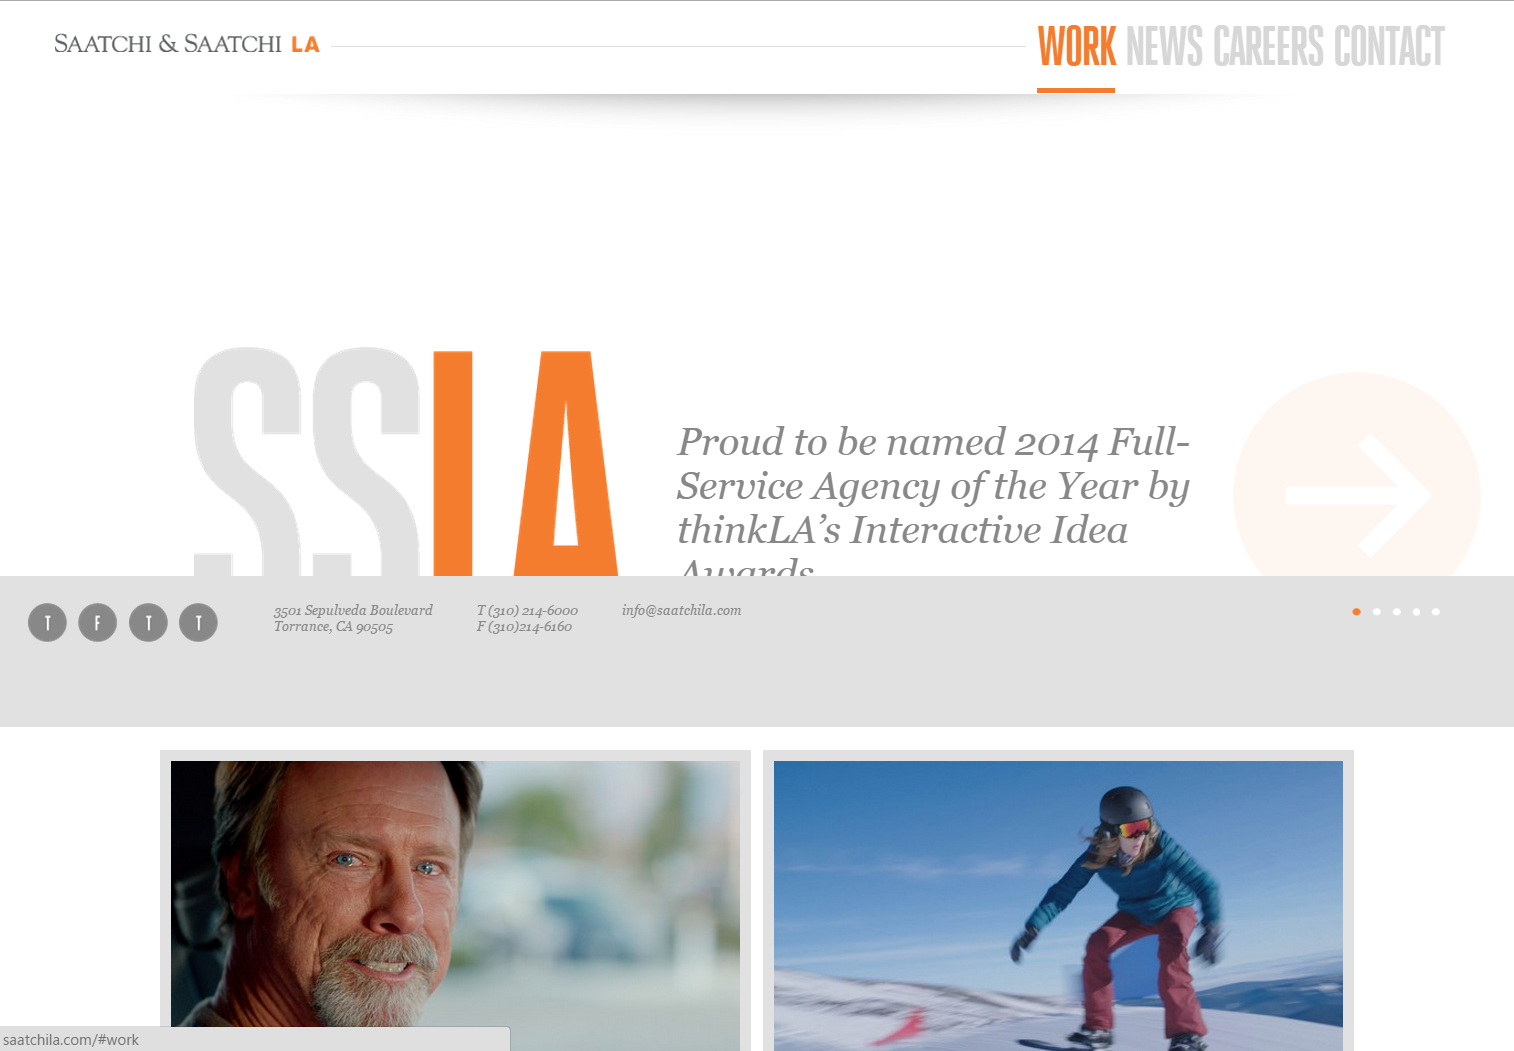 SAATCHI & SAATCHI LA
WORK NEWS CAREERS CONTACT
SSLA
Proud to be named 2014 Full-
Service Agency of the Year by
thinkLA’s Interactive Idea
Awards
T F T T
3501 Sepulveda Boulevard
Torrance, CA 90505
T (310) 214-6000
F (310)214-6160
info@saatchila.com
saatchila.com/#work